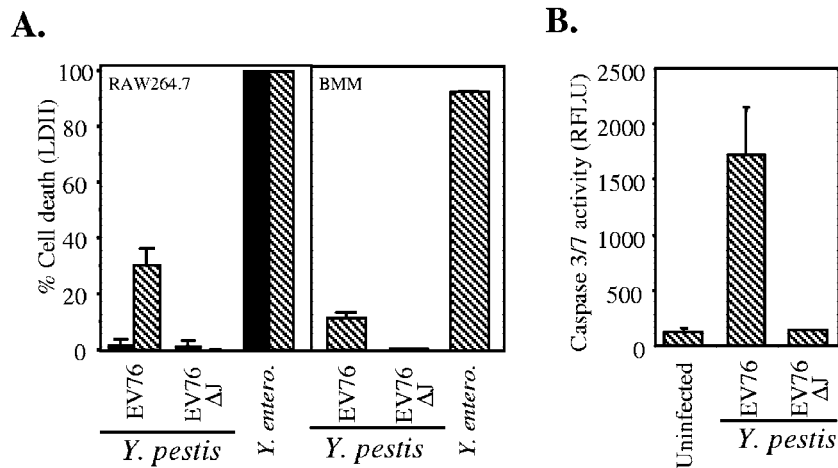 A.
B.
% Cell death (LDH)
100
80
60
40
20
0
RAW264.7
BMM
EV76
EV76
ΔJ
Y. entero.
EV76
EV76
ΔJ
Y. entero.
Y. pestis
Y. pestis
Caspase 3/7 activity (RFLU)
2500
2000
1500
1000
500
0
Uninfected
EV76
EV76
ΔJ
Y. pestis